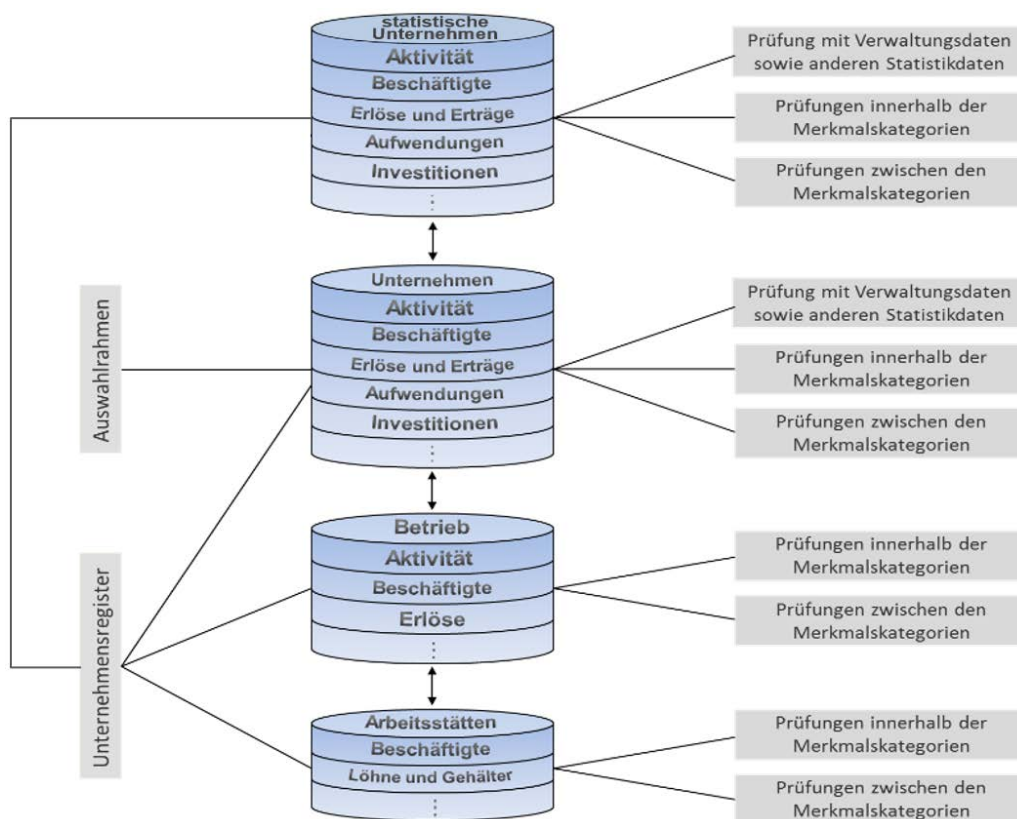 statistische
Unternehmen
Aktivität
Beschäftigte
Erlöse und Erträge
Aufwendungen
Investitionen
⋮
Prüfung mit Verwaltungsdaten
sowie anderen Statistikdaten
Prüfungen innerhalb der
Merkmalskategorien
Prüfungen zwischen den
Merkmalskategorien
Auswahlrahmen
Unternehmen
Aktivität
Beschäftigte
Erlöse und Erträge
Aufwendungen
Investitionen
⋮
Prüfung mit Verwaltungsdaten
sowie anderen Statistikdaten
Prüfungen innerhalb der
Merkmalskategorien
Prüfungen zwischen den
Merkmalskategorien
Unternehmensregister
Betrieb
Aktivität
Beschäftigte
Erlöse
⋮
Prüfungen innerhalb der
Merkmalskategorien
Prüfungen zwischen den
Merkmalskategorien
Arbeitsstätten
Beschäftigte
Löhne und Gehälter
⋮
Prüfungen innerhalb der
Merkmalskategorien
Prüfungen zwischen den
Merkmalskategorien